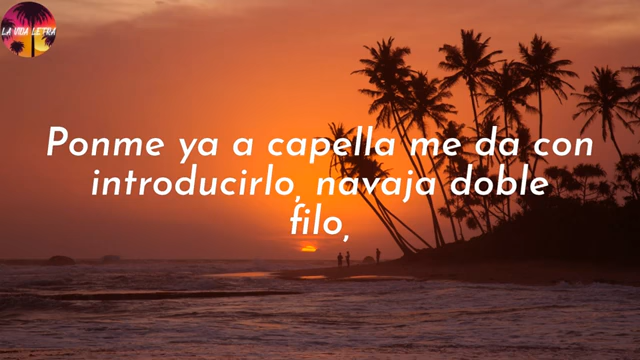 LA VIDA LETRA
Ponme ya a capella me da con
introducirlo, navaja doble
filo,